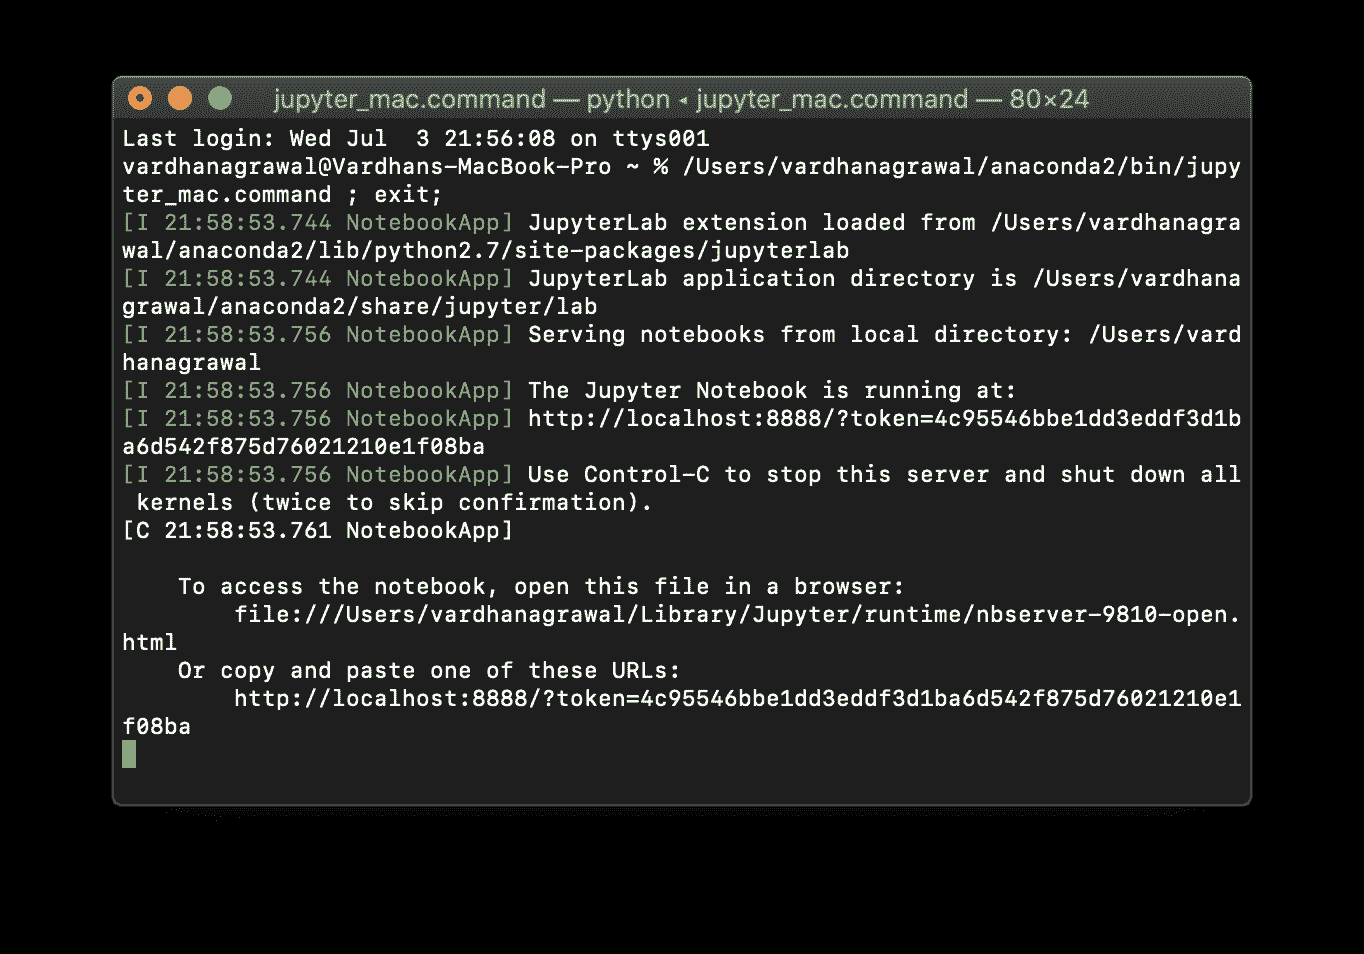 jupyter_mac.command — python ◂ jupyter_mac.command — 80×24
Last login: Wed Jul  3 21:56:08 on ttys001
vardhanagrawal@Vardhans-MacBook-Pro ~ % /Users/vardhanagrawal/anaconda2/bin/jupy
ter_mac.command ; exit;
[I 21:58:53.744 NotebookApp] JupyterLab extension loaded from /Users/vardhanagra
wal/anaconda2/lib/python2.7/site-packages/jupyterlab
[I 21:58:53.744 NotebookApp] JupyterLab application directory is /Users/vardhana
grawal/anaconda2/share/jupyter/lab
[I 21:58:53.756 NotebookApp] Serving notebooks from local directory: /Users/vard
hanagrawal
[I 21:58:53.756 NotebookApp] The Jupyter Notebook is running at:
[I 21:58:53.756 NotebookApp] http://localhost:8888/?token=4c95546bbe1dd3eddf3d1b
a6d542f875d76021210e1f08ba
[I 21:58:53.756 NotebookApp] Use Control-C to stop this server and shut down all
 kernels (twice to skip confirmation).
[C 21:58:53.761 NotebookApp]
    To access the notebook, open this file in a browser:
        file:///Users/vardhanagrawal/Library/Jupyter/runtime/nbserver-9810-open.
html
    Or copy and paste one of these URLs:
        http://localhost:8888/?token=4c95546bbe1dd3eddf3d1ba6d542f875d76021210e1
f08ba